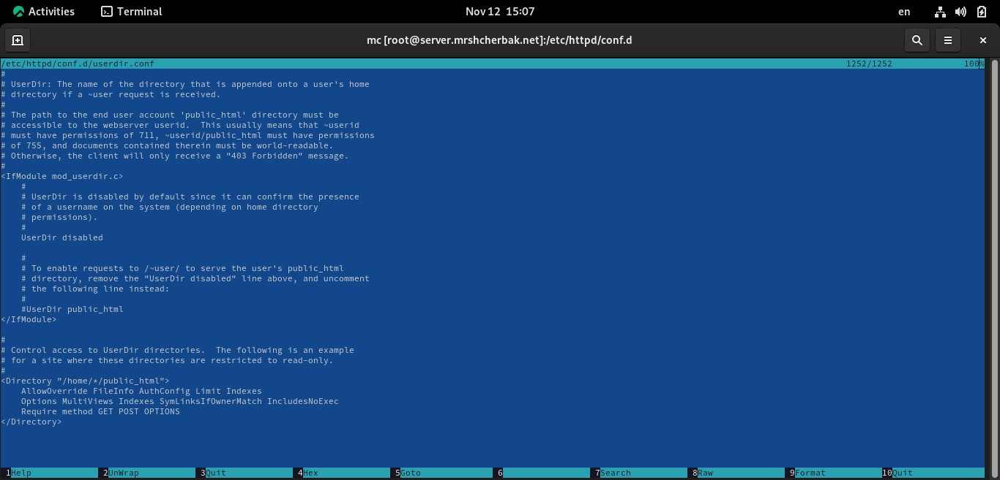 Activities Terminal Nov 12 15:07 en
mc [root@server.mrshcherbak.net]:/etc/httpd/conf.d
/etc/httpd/conf.d/userdir.conf 1252/1252 100%
#
# UserDir: The name of the directory that is appended onto a user's home
# directory if a ~user request is received.
#
# The path to the end user account 'public_html' directory must be
# accessible to the webserver userid.  This usually means that ~userid
# must have permissions of 711, ~userid/public_html must have permissions
# of 755, and documents contained therein must be world-readable.
# Otherwise, the client will only receive a "403 Forbidden" message.
#
<IfModule mod_userdir.c>
    #
    # UserDir is disabled by default since it can confirm the presence
    # of a username on the system (depending on home directory
    # permissions).
    #
    UserDir disabled

    #
    # To enable requests to /~user/ to serve the user's public_html
    # directory, remove the "UserDir disabled" line above, and uncomment
    # the following line instead:
    #
    #UserDir public_html
</IfModule>

#
# Control access to UserDir directories.  The following is an example
# for a site where these directories are restricted to read-only.
#
<Directory "/home/*/public_html">
    AllowOverride FileInfo AuthConfig Limit Indexes
    Options MultiViews Indexes SymLinksIfOwnerMatch IncludesNoExec
    Require method GET POST OPTIONS
</Directory>
1Help 2UnWrap 3Quit 4Hex 5Goto 6 7Search 8Raw 9Format 10Quit